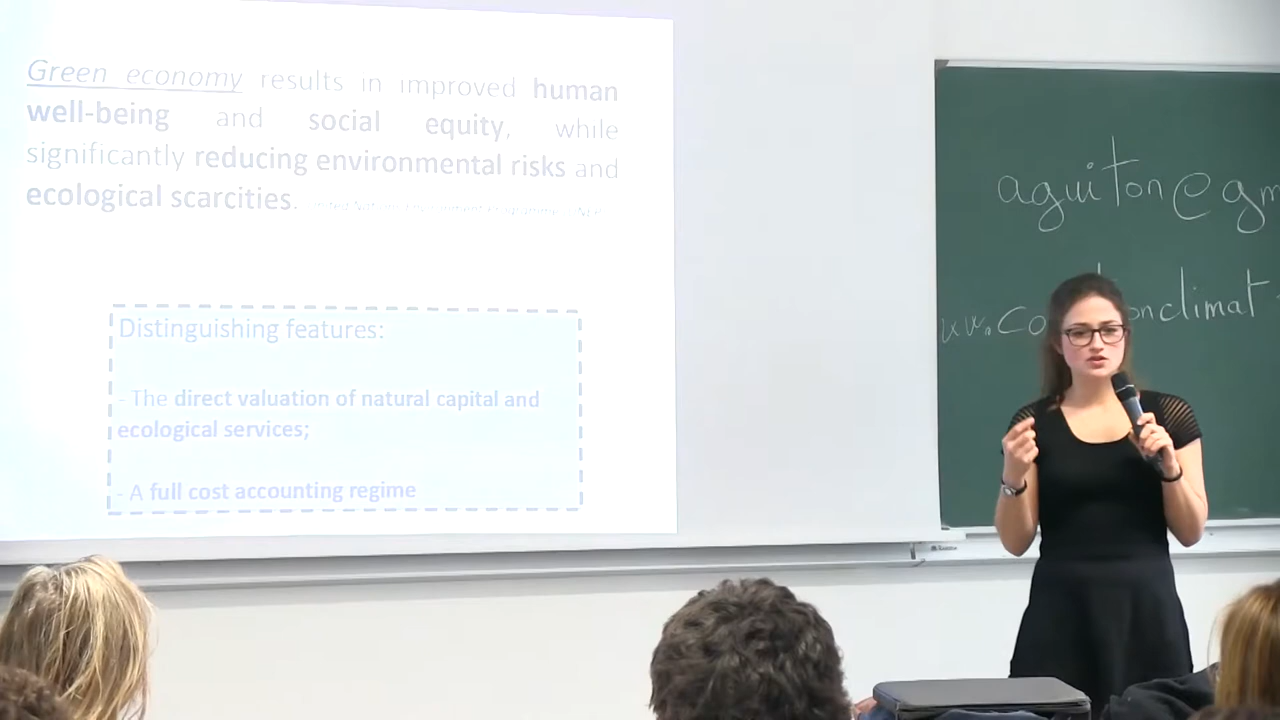 Green economy results in improved human
well-being and social equity, while
significantly reducing environmental risks and
ecological scarcities.
Distinguishing features:
- The direct valuation of natural capital and
ecological services;
- A full cost accounting regime
aguiton@gm
onclimat